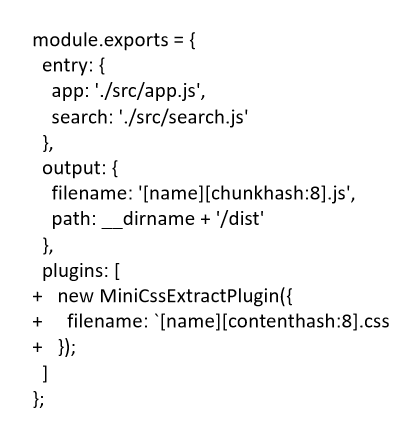 module.exports = {
  entry: {
    app: './src/app.js',
    search: './src/search.js'
  },
  output: {
    filename: '[name][chunkhash:8].js',
    path: __dirname + '/dist'
  },
  plugins: [
+   new MiniCssExtractPlugin({
+     filename: `[name][contenthash:8].css
+   });
  ]
};